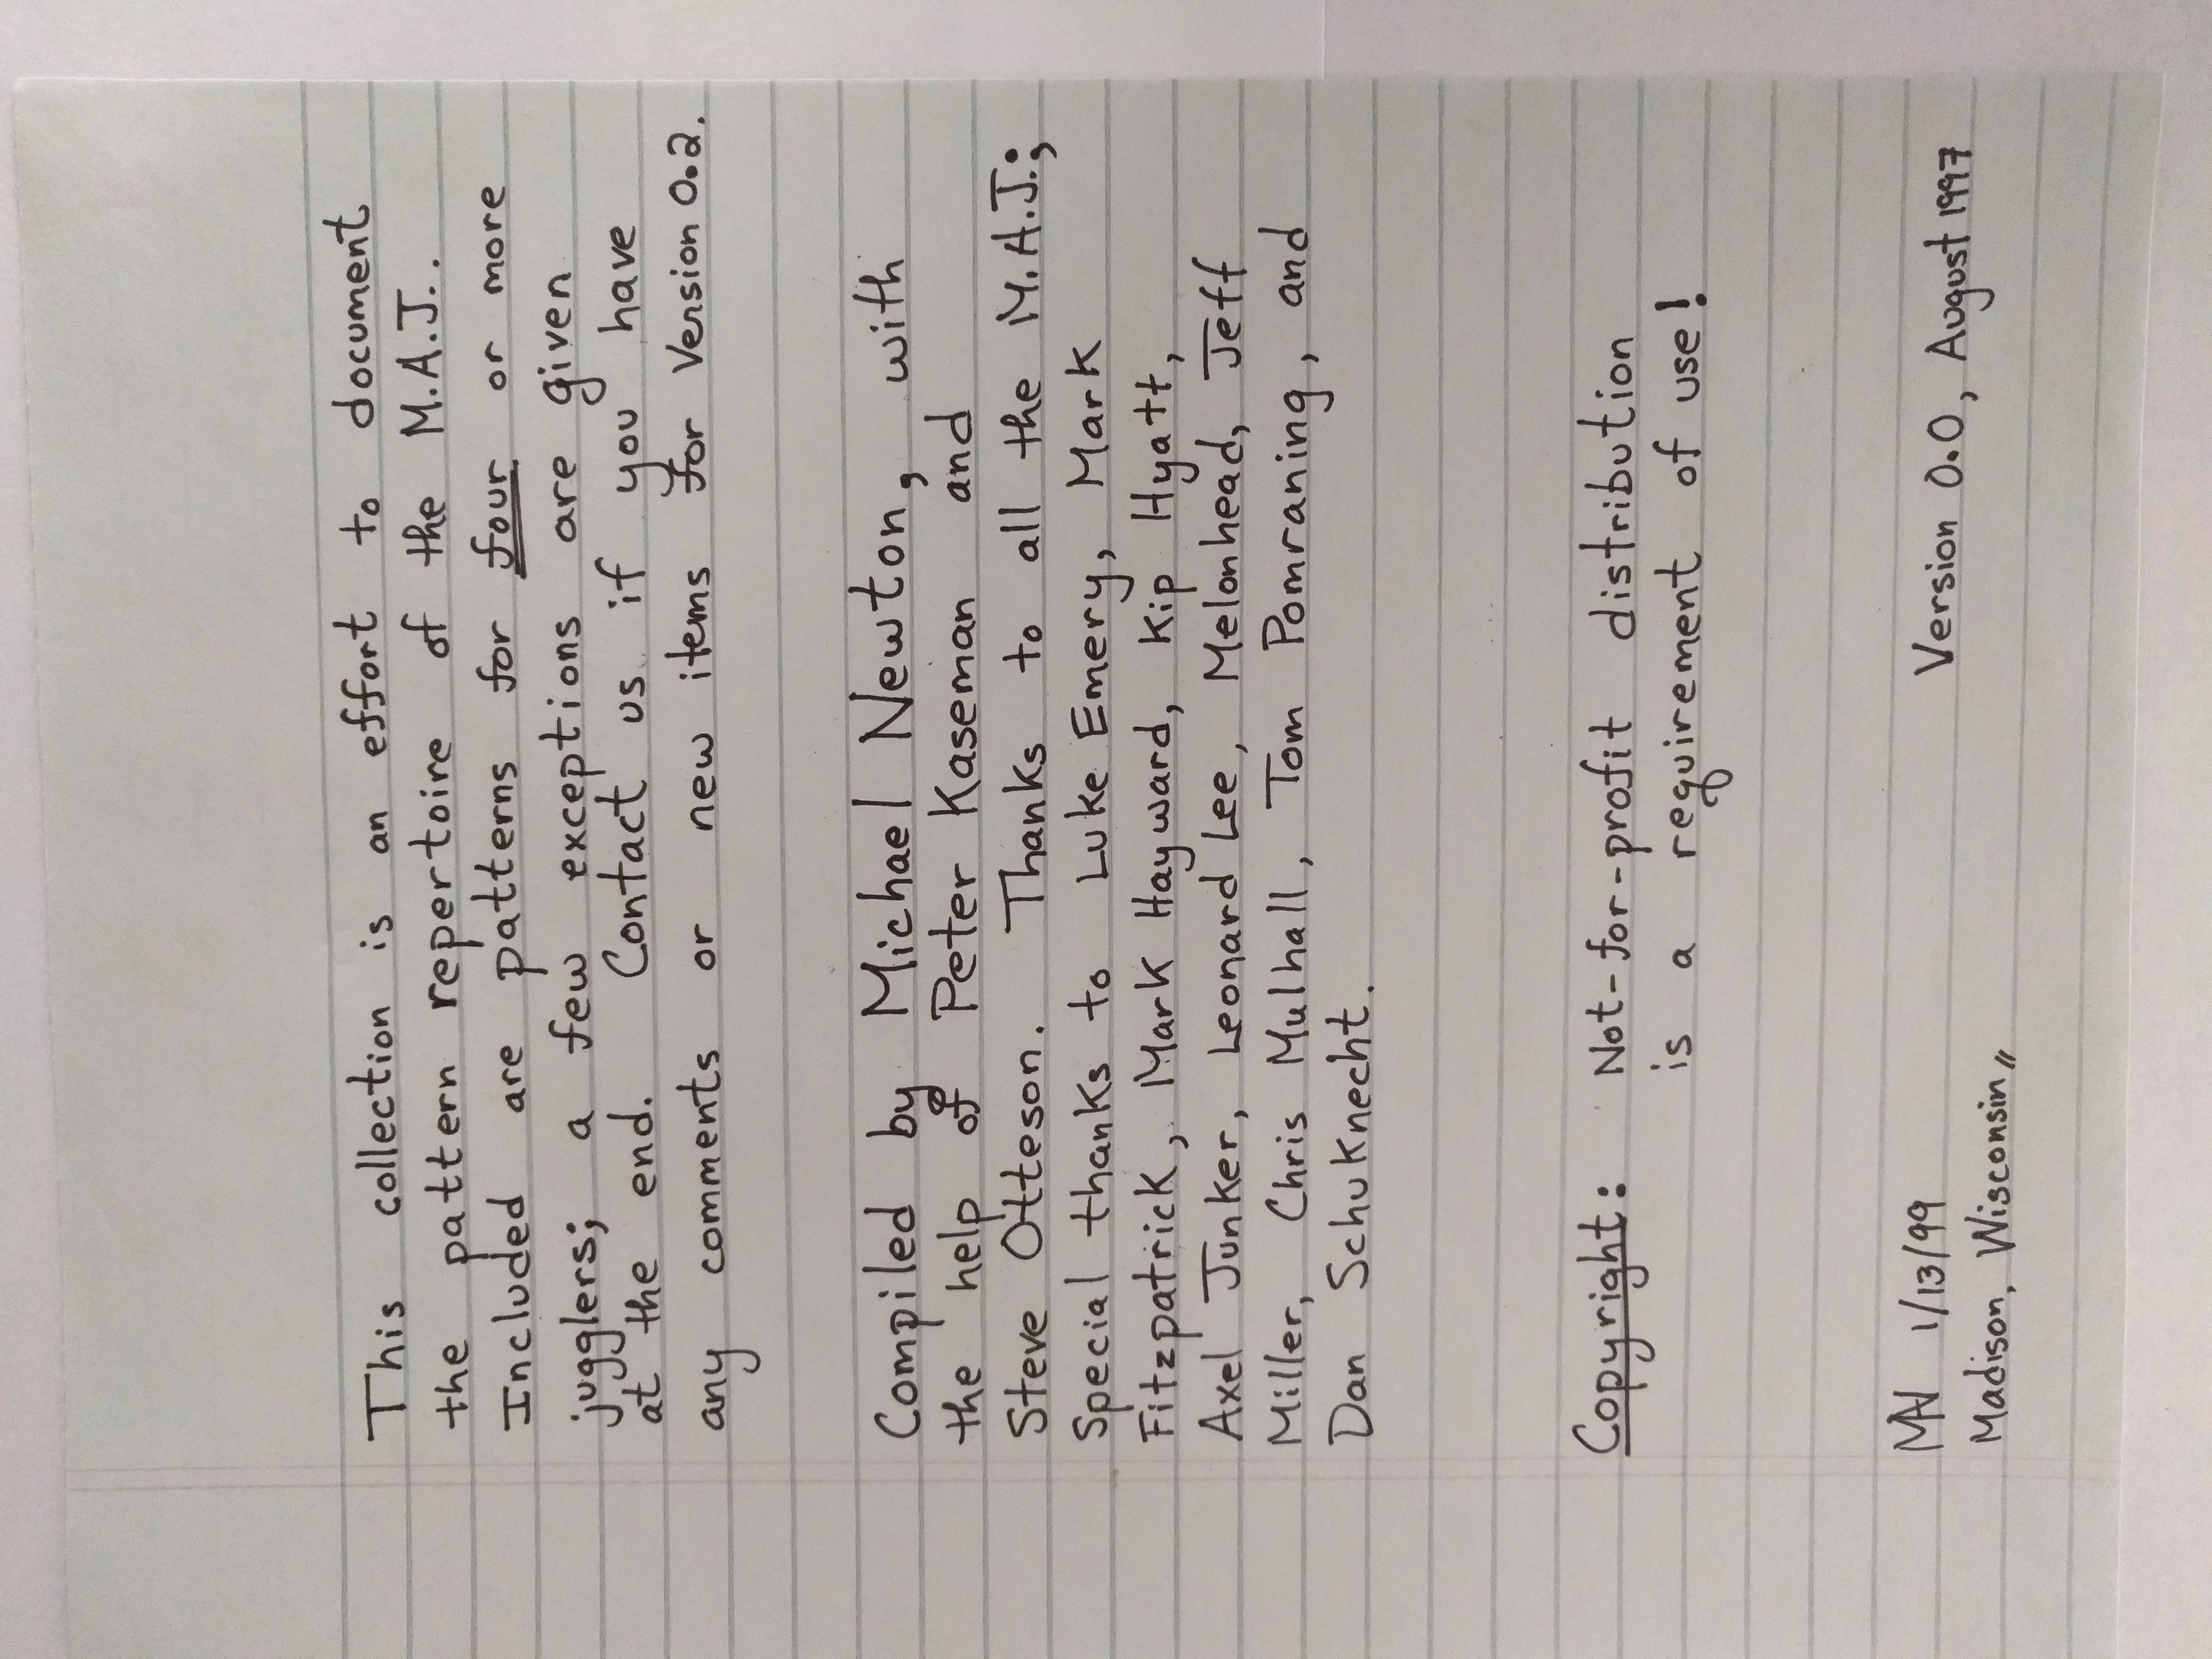 This collection is an effort to document
the pattern repertoire of the M.A.J..
Included are patterns for four or more
jugglers; a few exceptions are given
at the end. Contact us if you have
any comments or new items for Version 0.2.
Compiled by Michael Newton, with
the help of Peter Kaseman and
Steve Otteson. Thanks to all the M.A.J.;
Special thanks to Luke Emery, Mark
Fitzpatrick, Mark Hayward, Kip Hyatt,
Axel Junker, Leonard Lee, Melonhead, Jeff
Miller, Chris Mulhall, Tom Pomraning, and
Dan Schuknecht.
Copyright: Not-for-profit distribution
is a requirement of use!
MN 1/13/99 Version 0.0, August 1997
Madison, Wisconsin,,